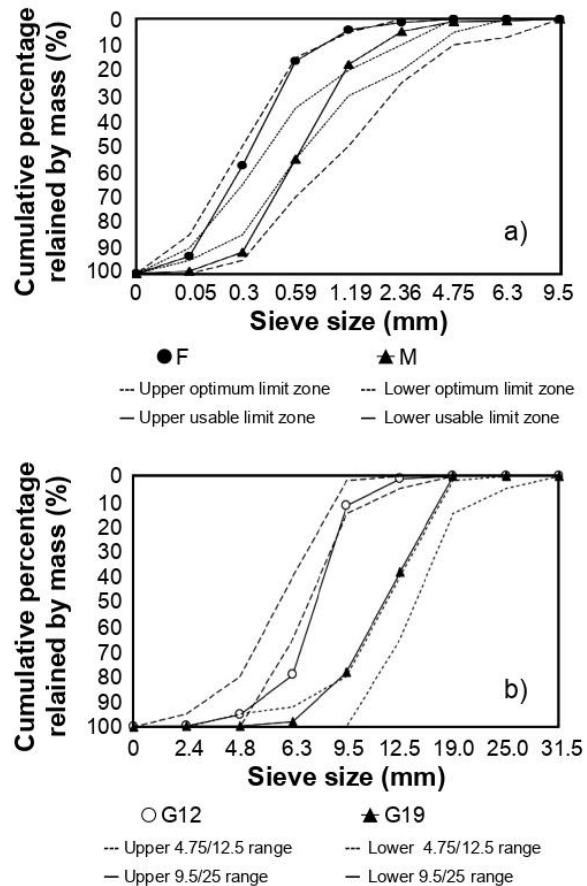 Cumulative percentage
relained by mass (%)
0
10
20
30
40
50
60
70
80
90
100
a)
0 0.05 0.3 0.59 1.19 2.36 4.75 6.3 9.5
Sieve size (mm)
F M
Upper optimum limit zone Lower optimum limit zone
Upper usable limit zone Lower usable limit zone
Cumulative percentage
relained by mass (%)
0
10
20
30
40
50
60
70
80
90
100
b)
0 2.4 4.8 6.3 9.5 12.5 19.0 25.0 31.5
Sieve size (mm)
G12 G19
Upper 4.75/12.5 range Lower 4.75/12.5 range
Upper 9.5/25 range Lower 9.5/25 range